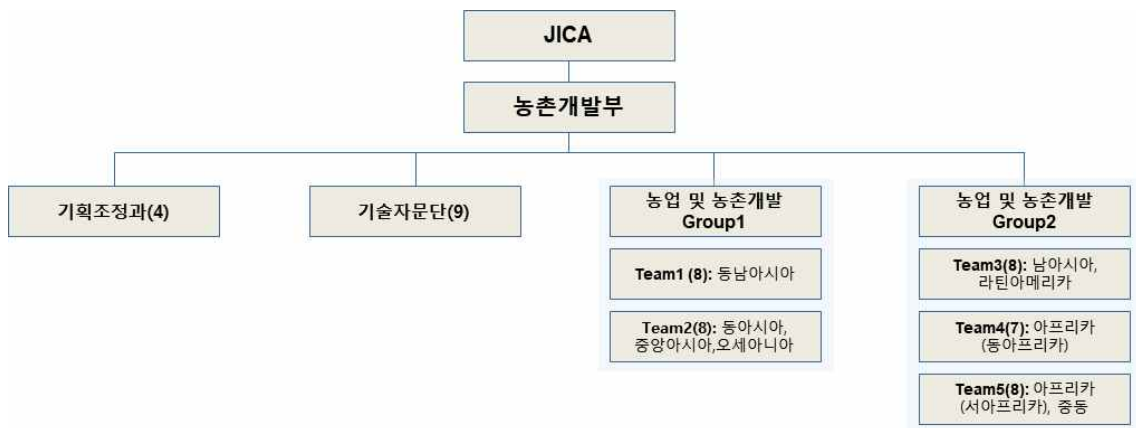 JICA
농촌개발부
기획조정과(4)
기술자문단(9)
농업 및 농촌개발
Group1
Team1 (8): 동남아시아
Team2(8): 동아시아,
중앙아시아,오세아니아
농업 및 농촌개발
Group2
Team3(8): 남아시아,
라틴아메리카
Team4(7): 아프리카
(동아프리카)
Team5(8): 아프리카
(서아프리카), 중동